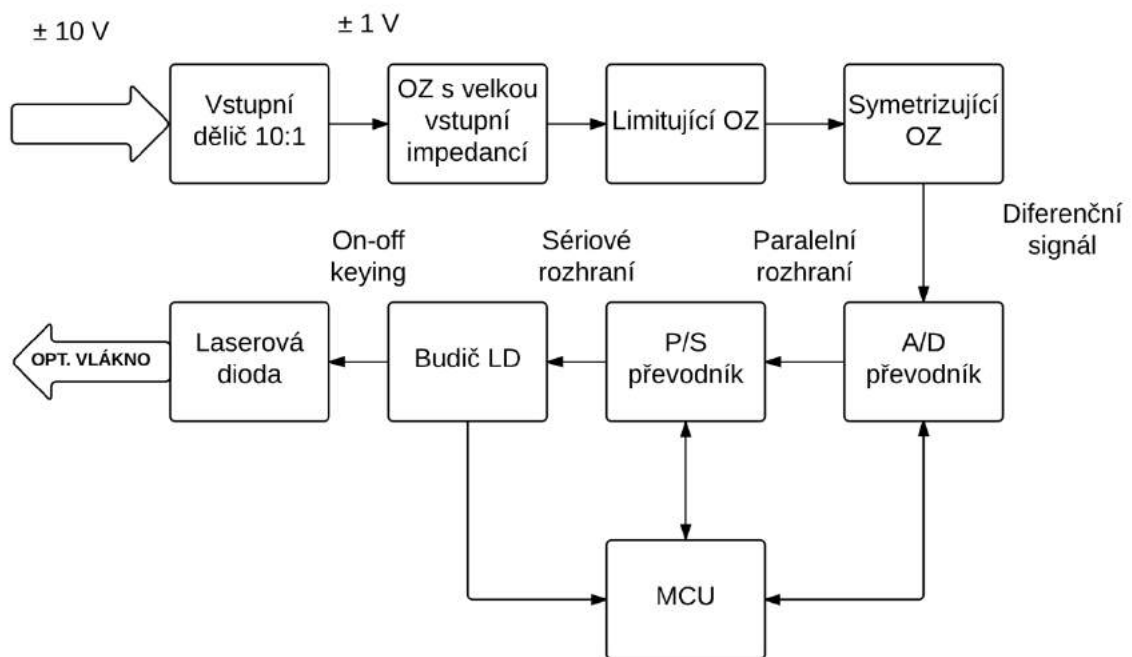 ± 10 V
± 1 V
Vstupní
dělič 10:1
OZ s velkou
vstupní
impedancí
Limitující OZ
Symetrizující
OZ
Diferenční
signál
On-off
keying
Sériové
rozhraní
Paralelní
rozhraní
OPT. VLÁKNO
Laserová
dioda
Budič LD
P/S
převodník
A/D
převodník
MCU